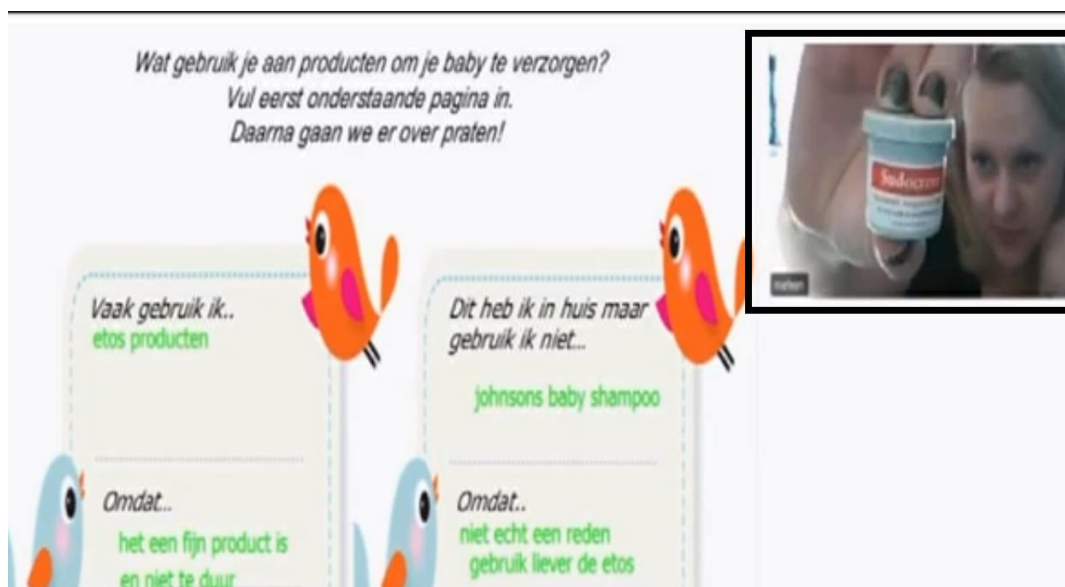 Wat gebruik je aan producten om je baby te verzorgen?
Vul eerst onderstaande pagina in.
Daarna gaan we er over praten!
Vaak gebruik ik..
etos producten
Omdat...
het een fijn product is
en niet te duur
Dit heb ik in huis maar
gebruik ik niet...
johnsons baby shampoo
Omdat..
niet echt een reden
gebruik liever de etos
Sudocrem